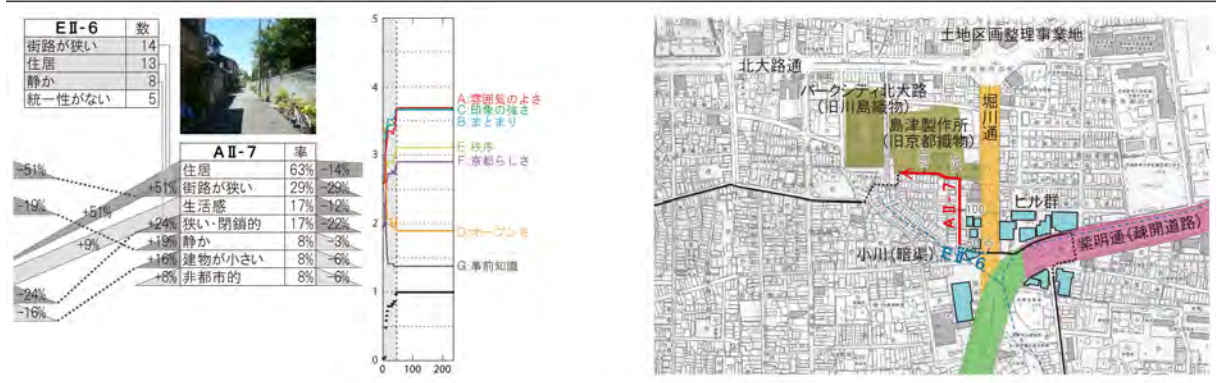 EⅡ-6 数
街路が狭い 14
住居 13
静か 8
統一性がない 5
AⅡ-7 率
-51% 住居 63% -14%
+51% 街路が狭い 29% -29%
+51%
-19% 生活感 17% -12%
+24% 狭い・閉鎖的 17% -22%
+9%
+19% 静か 8% -3%
+16% 建物が小さい 8% -6%
+8% 非都市的 8% -6%
-24%
-16%
5
4
3
2
1
0
0 100 200
A:雰囲気のよさ
C:印象の強さ
B:まとまり
E:秩序
F:京都らしさ
D:オープンさ
G:事前知識
土地区画整理事業地
北大路通
パークシティ北大路
(旧川島織物)
堀川通
島津製作所
(旧京都織物)
AⅡ-7
100
ビル群
紫明通(疎開道路)
小川(暗渠)
EⅡ-6